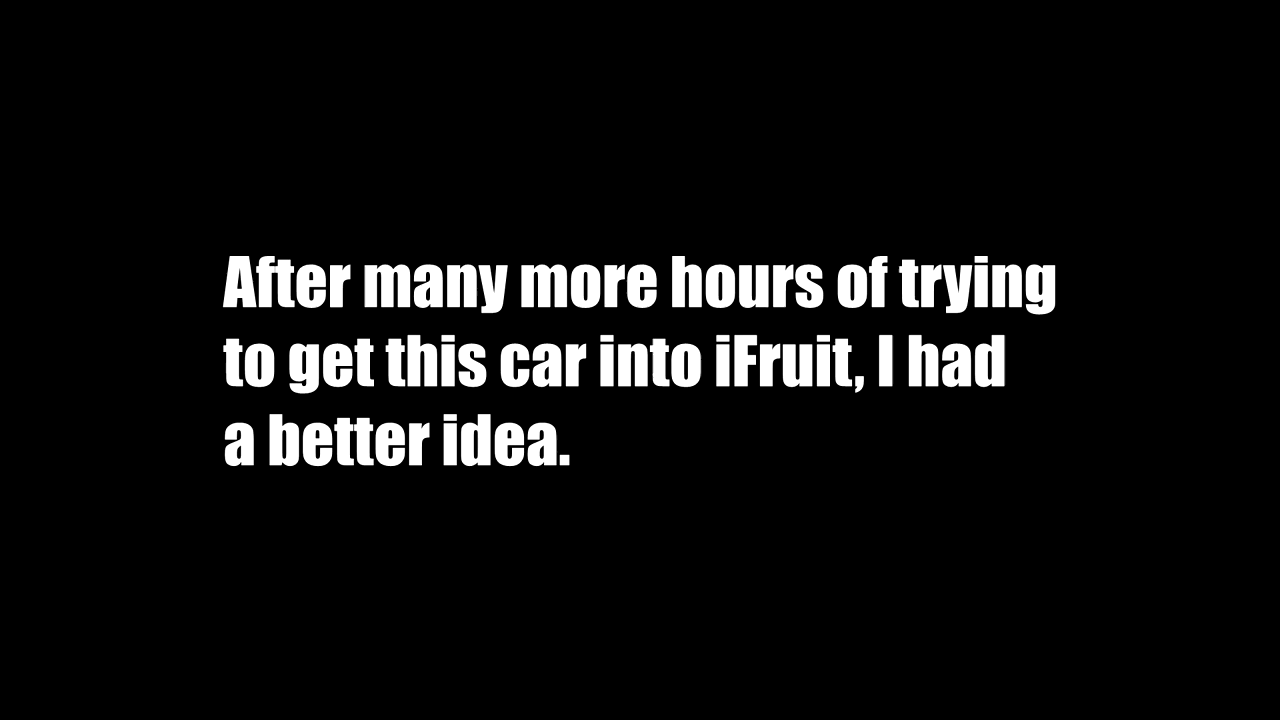 After many more hours of trying
to get this car into iFruit, I had
a better idea.